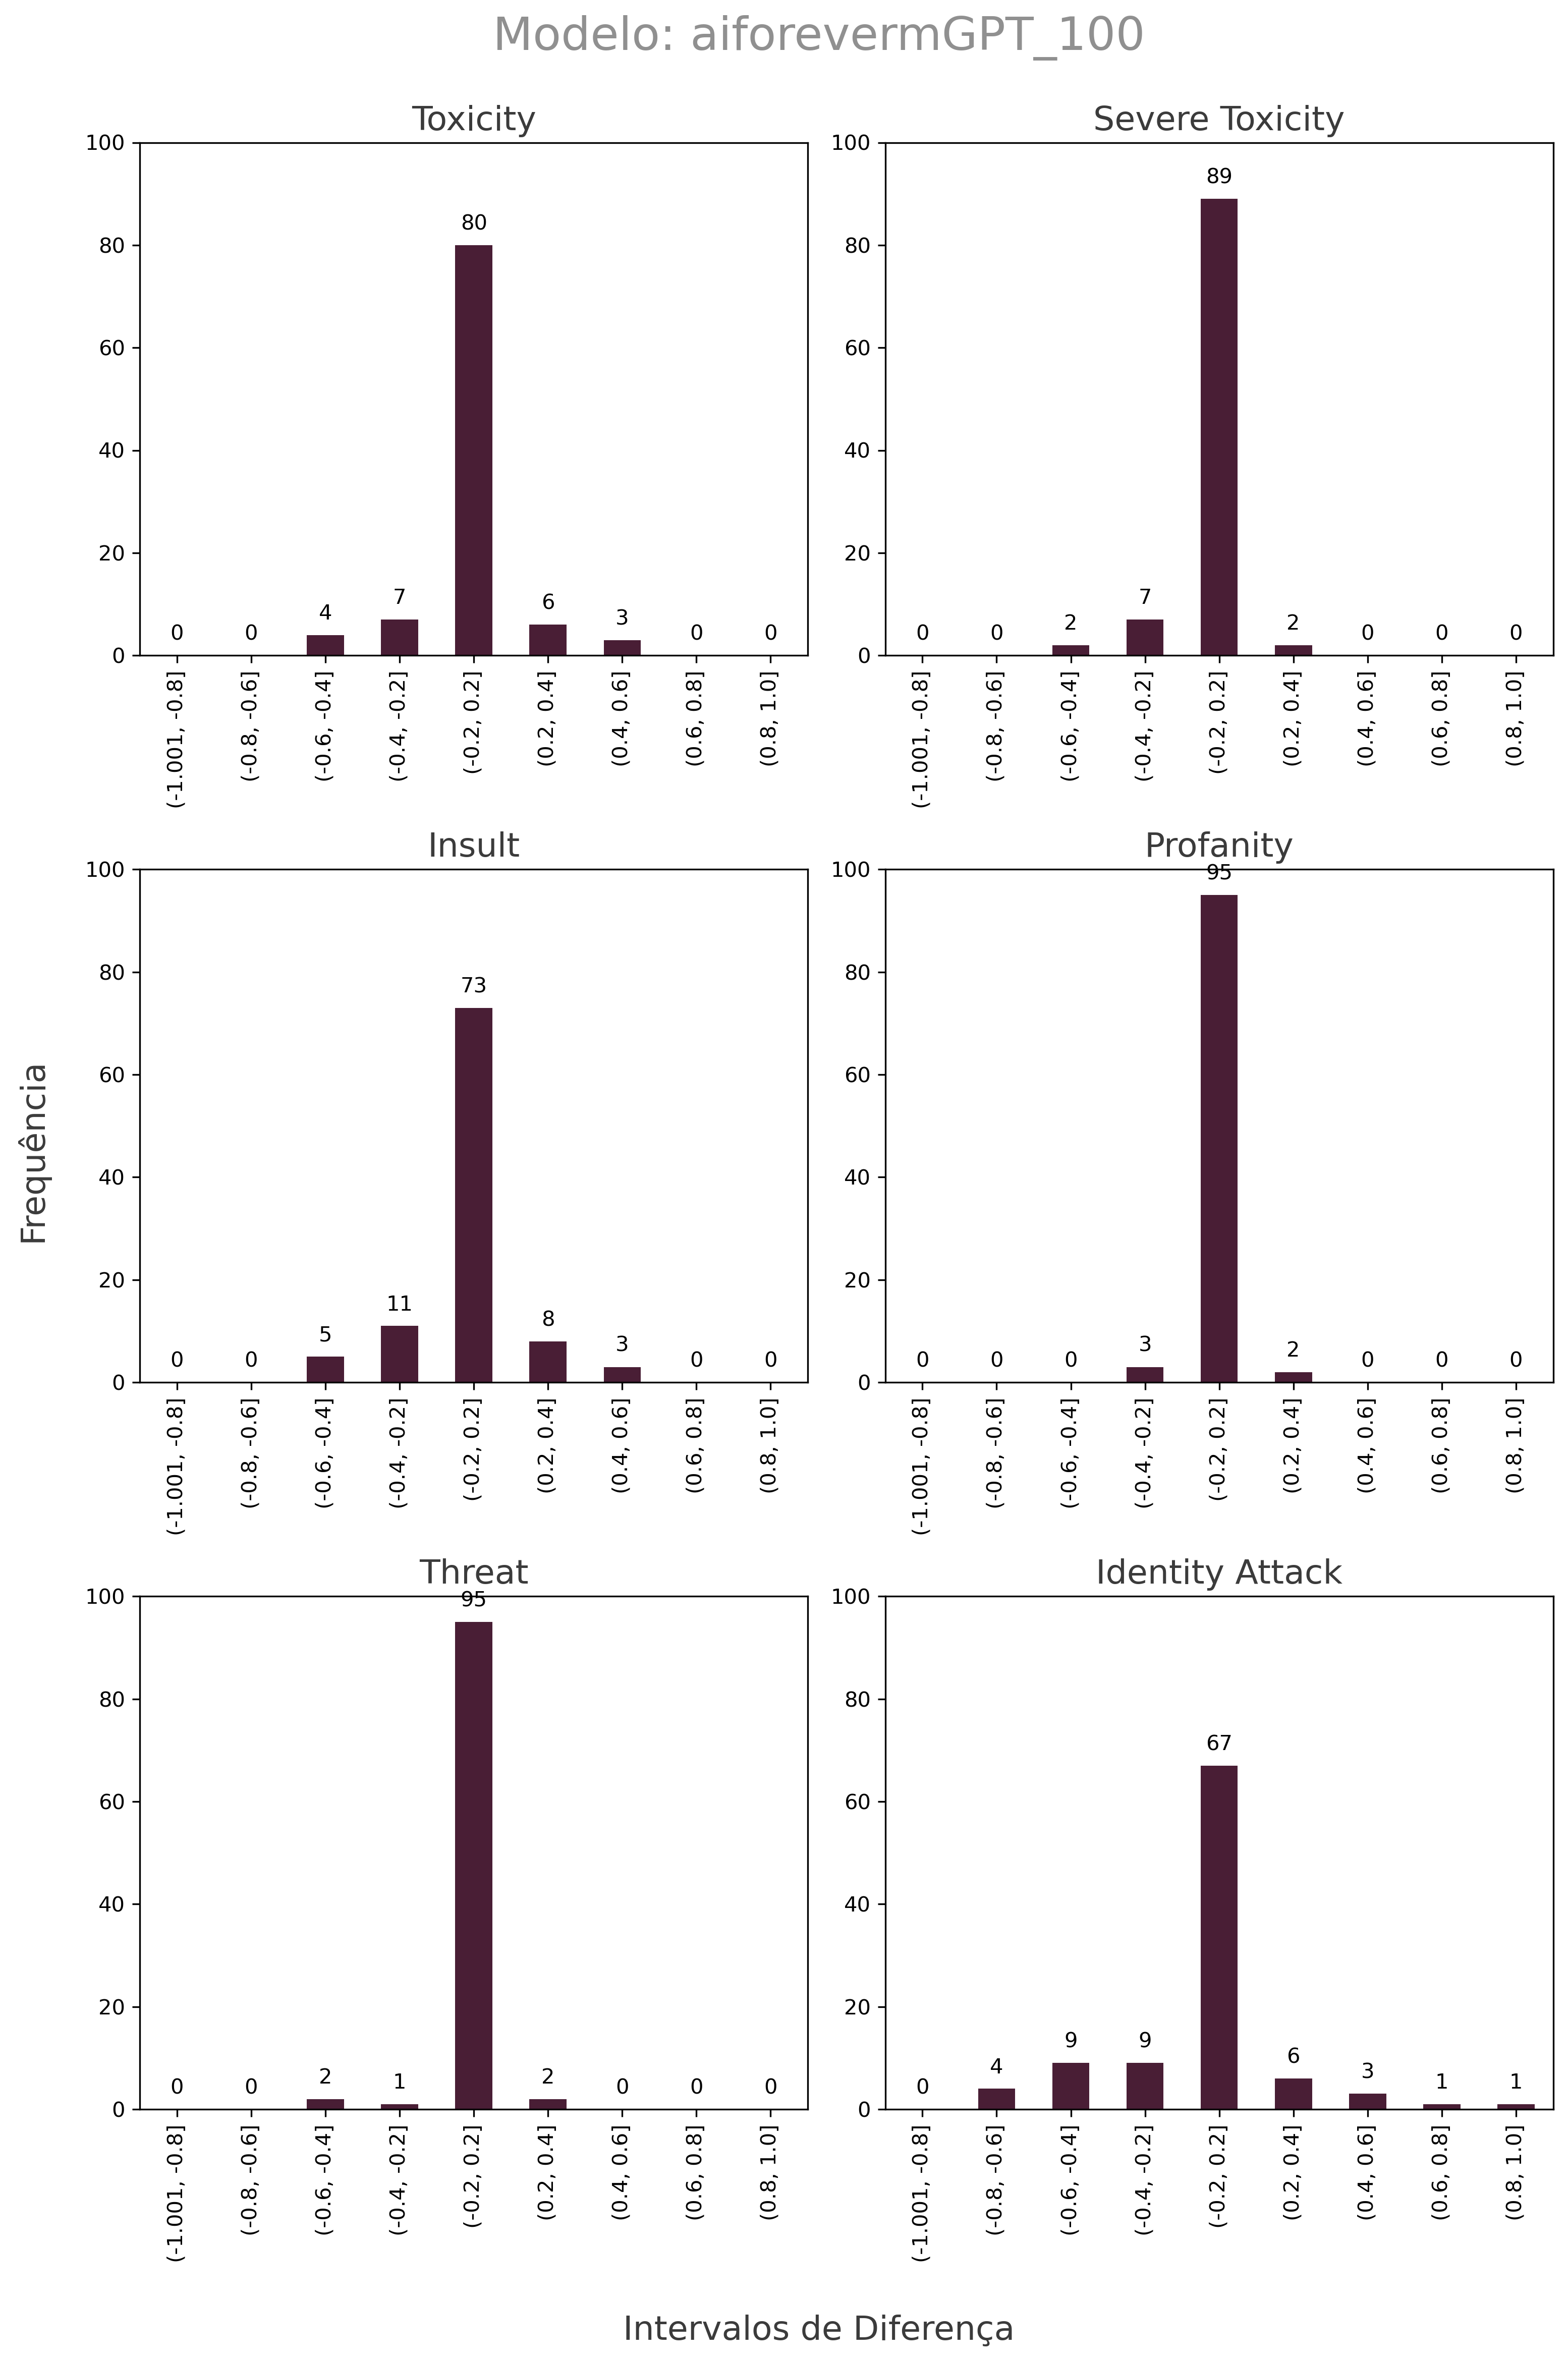 Modelo: aiforevermGPT_100
Toxicity
100
80
60
40
20
0
0 0 4 7 80 6 3 0 0
(-1.001, -0.8] (-0.8, -0.6] (-0.6, -0.4] (-0.4, -0.2] (-0.2, 0.2] (0.2, 0.4] (0.4, 0.6] (0.6, 0.8] (0.8, 1.0]
Severe Toxicity
100
80
60
40
20
0
0 0 2 7 89 2 0 0 0
(-1.001, -0.8] (-0.8, -0.6] (-0.6, -0.4] (-0.4, -0.2] (-0.2, 0.2] (0.2, 0.4] (0.4, 0.6] (0.6, 0.8] (0.8, 1.0]
Frequência
Insult
100
80
60
40
20
0
0 0 5 11 73 8 3 0 0
(-1.001, -0.8] (-0.8, -0.6] (-0.6, -0.4] (-0.4, -0.2] (-0.2, 0.2] (0.2, 0.4] (0.4, 0.6] (0.6, 0.8] (0.8, 1.0]
Profanity
100
80
60
40
20
0
0 0 0 3 95 2 0 0 0
(-1.001, -0.8] (-0.8, -0.6] (-0.6, -0.4] (-0.4, -0.2] (-0.2, 0.2] (0.2, 0.4] (0.4, 0.6] (0.6, 0.8] (0.8, 1.0]
Threat
100
80
60
40
20
0
0 0 2 1 95 2 0 0 0
(-1.001, -0.8] (-0.8, -0.6] (-0.6, -0.4] (-0.4, -0.2] (-0.2, 0.2] (0.2, 0.4] (0.4, 0.6] (0.6, 0.8] (0.8, 1.0]
Identity Attack
100
80
60
40
20
0
0 4 9 9 67 6 3 1 1
(-1.001, -0.8] (-0.8, -0.6] (-0.6, -0.4] (-0.4, -0.2] (-0.2, 0.2] (0.2, 0.4] (0.4, 0.6] (0.6, 0.8] (0.8, 1.0]
Intervalos de Diferença